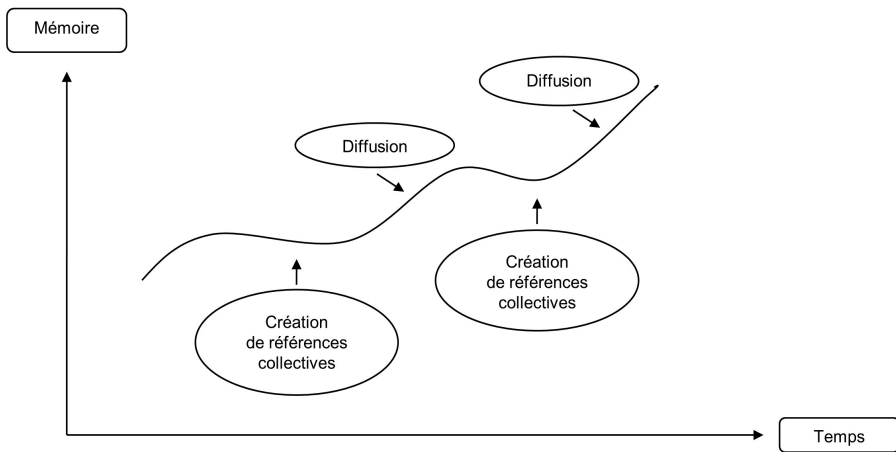 Mémoire
Diffusion
Diffusion
Création
de références
collectives
Création
de références
collectives
Temps